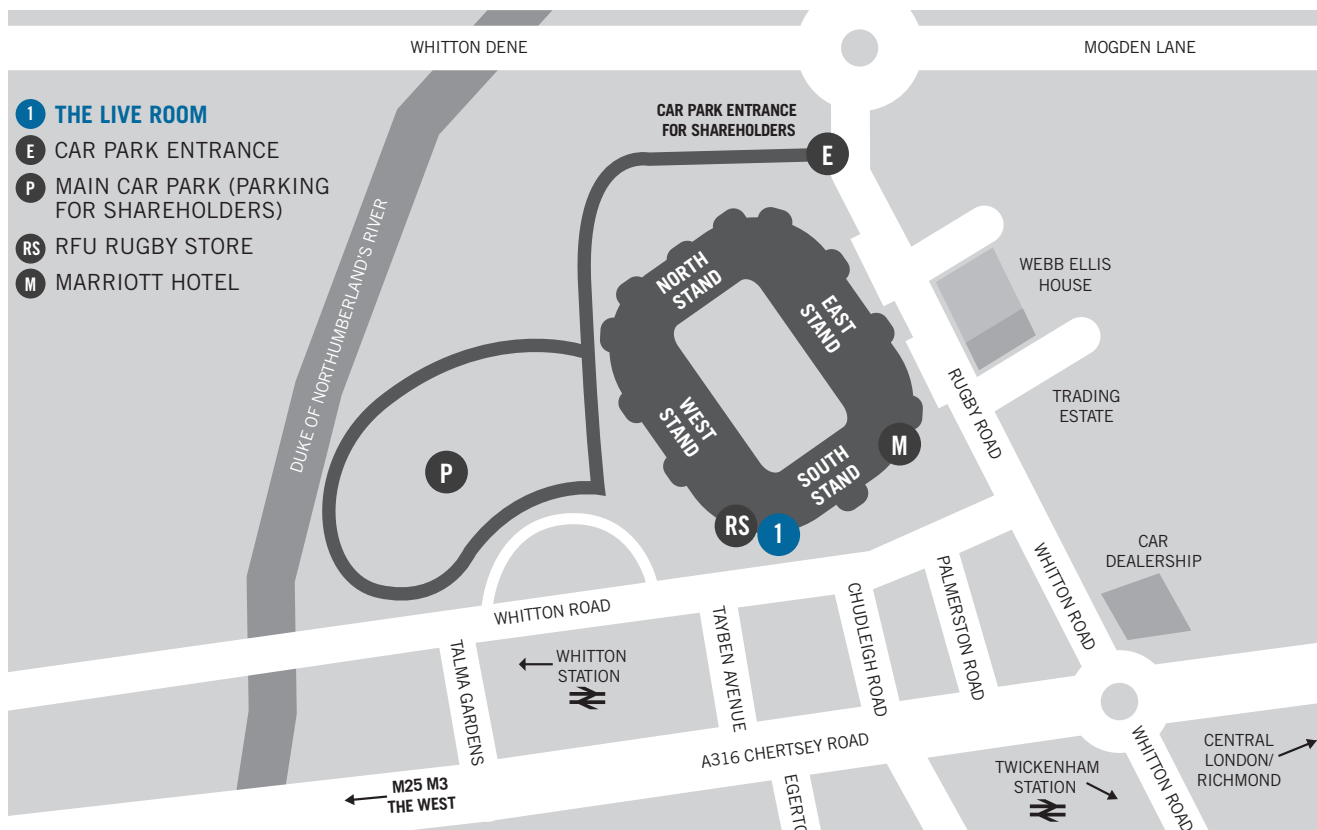 WHITTON DENE
MOGDEN LANE
1 THE LIVE ROOM
E CAR PARK ENTRANCE
P MAIN CAR PARK (PARKING
FOR SHAREHOLDERS)
RS RFU RUGBY STORE
M MARRIOTT HOTEL
CAR PARK ENTRANCE
FOR SHAREHOLDERS
E
DUKE OF NORTHUMBERLAND'S RIVER
NORTH
STAND
EAST
STAND
WEST
STAND
SOUTH
STAND
WEBB ELLIS
HOUSE
RUGBY ROAD
TRADING
ESTATE
P
M
RS
1
CAR
DEALERSHIP
WHITTON ROAD
WHITTON ROAD
TALMA GARDENS
WHITTON
STATION
TAYBEN AVENUE
CHUDLEIGH ROAD
PALMERSTON ROAD
A316 CHERTSEY ROAD
M25 M3
THE WEST
EGERTO
TWICKENHAM
STATION
WHITTON ROAD
CENTRAL
LONDON/
RICHMOND